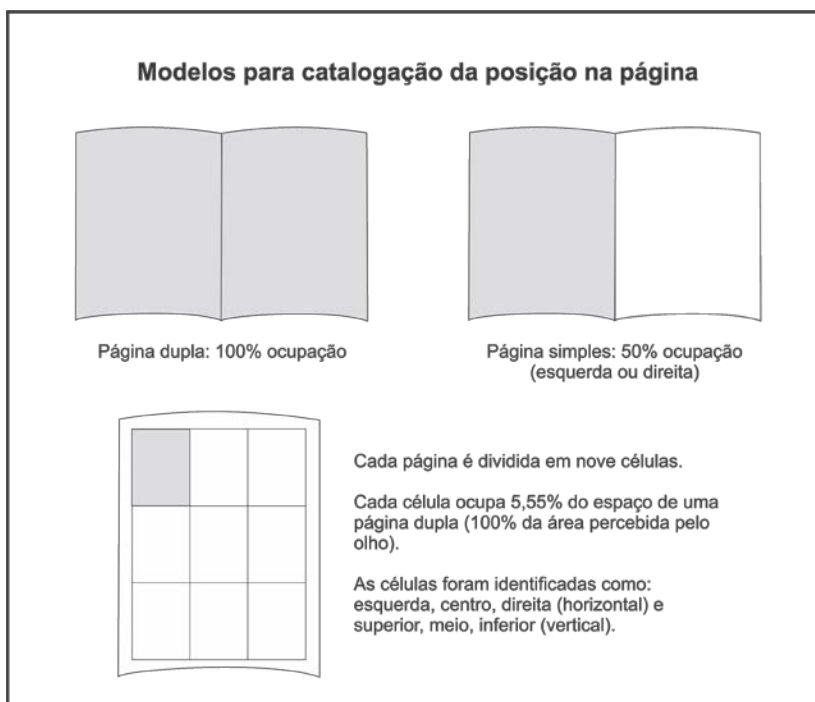 Modelos para catalogação da posição na página
Página dupla: 100% ocupação
Página simples: 50% ocupação
(esquerda ou direita)
Cada página é dividida em nove células.
Cada célula ocupa 5,55% do espaço de uma
página dupla (100% da área percebida pelo
olho).
As células foram identificadas como:
esquerda, centro, direita (horizontal) e
superior, meio, inferior (vertical).